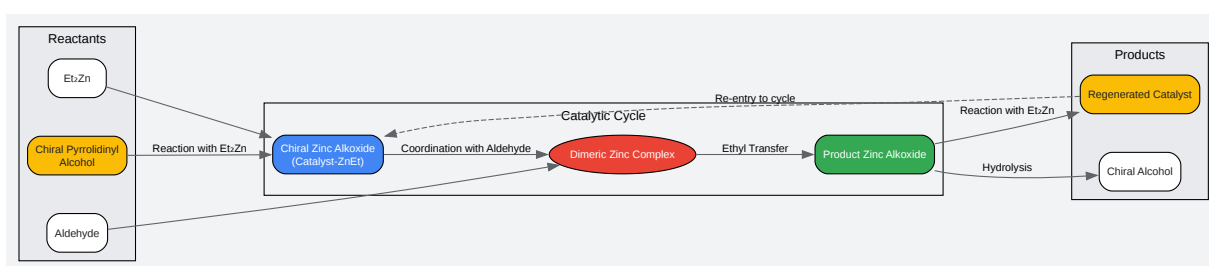 Reactants
Et₂Zn
Chiral Pyrrolidinyl
Alcohol
Aldehyde
Reaction with Et₂Zn
Catalytic Cycle
Chiral Zinc Alkoxide
(Catalyst-ZnEt)
Coordination with Aldehyde
Dimeric Zinc Complex
Ethyl Transfer
Product Zinc Alkoxide
Re-entry to cycle
Reaction with Et₂Zn
Hydrolysis
Products
Regenerated Catalyst
Chiral Alcohol